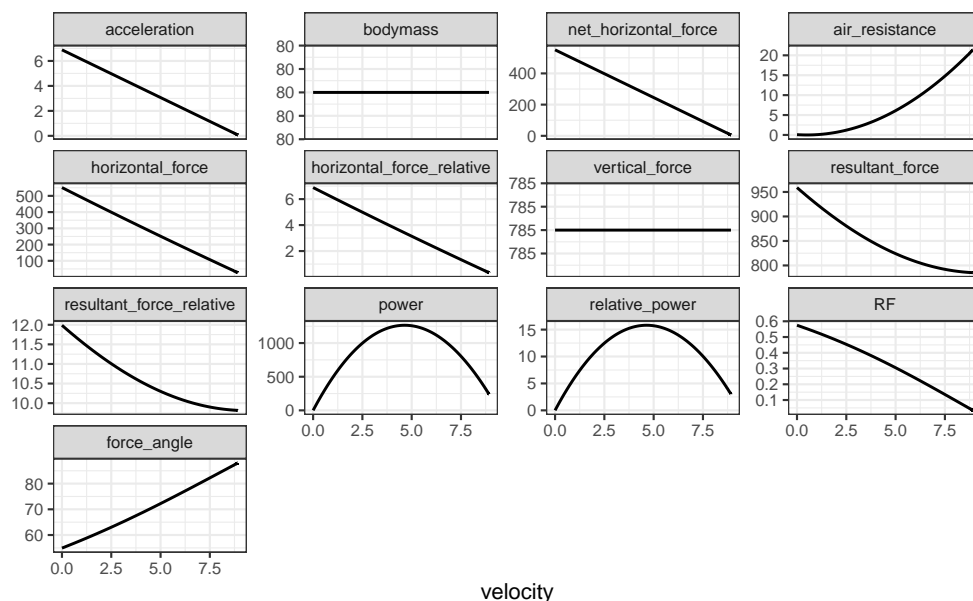 acceleration bodymass net_horizontal_force air_resistance
6 4 2 0
80 80 80 80 80
400 200 0
20 15 10 5 0
horizontal_force horizontal_force_relative vertical_force resultant_force
500 400 300 200 100
6 4 2
785 785 785 785
950 900 850 800
resultant_force_relative power relative_power RF
12.0 11.5 11.0 10.5 10.0
1000 500 0
15 10 5 0
0.6 0.5 0.4 0.3 0.2 0.1
0.0 2.5 5.0 7.5 0.0 2.5 5.0 7.5 0.0 2.5 5.0 7.5
force_angle
80 70 60
0.0 2.5 5.0 7.5
velocity